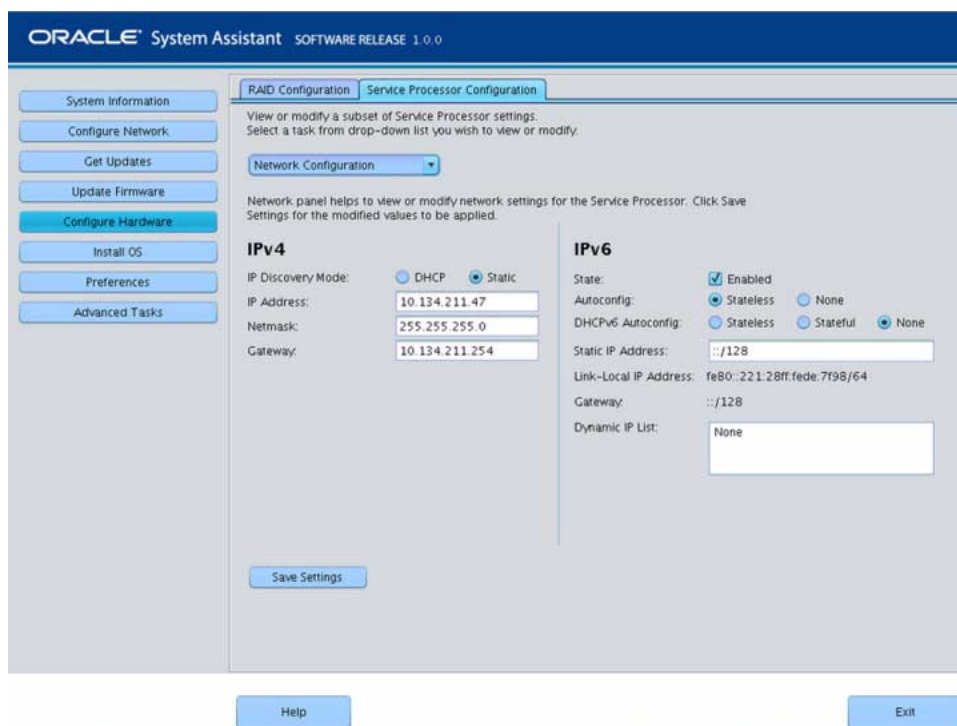 ORACLE® System Assistant SOFTWARE RELEASE 1.0.0
System Information
Configure Network
Get Updates
Update Firmware
Configure Hardware
Install OS
Preferences
Advanced Tasks
RAID Configuration
Service Processor Configuration
View or modify a subset of Service Processor settings.
Select a task from drop-down list you wish to view or modify.
Network Configuration
Network panel helps to view or modify network settings for the Service Processor. Click Save
Settings for the modified values to be applied.
IPv4
IP Discovery Mode: DHCP Static
IP Address: 10.134.211.47
Netmask: 255.255.255.0
Gateway: 10.134.211.254
IPv6
State: Enabled
Autoconfig: Stateless None
DHCPv6 Autoconfig: Stateless Stateful None
Static IP Address: ::/128
Link-Local IP Address: fe80::221:28ff:fede:7f98/64
Gateway: ::/128
Dynamic IP List: None
Save Settings
Help
Exit